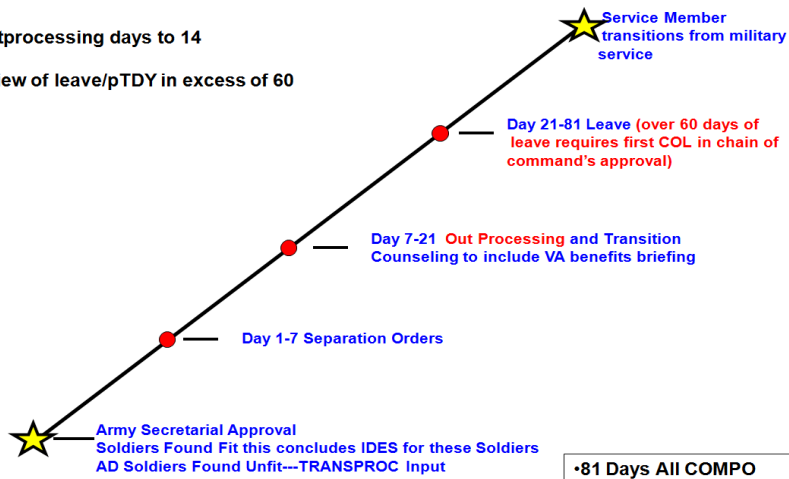 Service Member
transitions from military
service
tprocessing days to 14
iew of leave/pTDY in excess of 60
Day 21-81 Leave (over 60 days of
leave requires first COL in chain of
command's approval)
Day 7-21 Out Processing and Transition
Counseling to include VA benefits briefing
Day 1-7 Separation Orders
Army Secretarial Approval
Soldiers Found Fit this concludes IDES for these Soldiers
AD Soldiers Found Unfit---TRANSPROC Input
•81 Days All COMPO